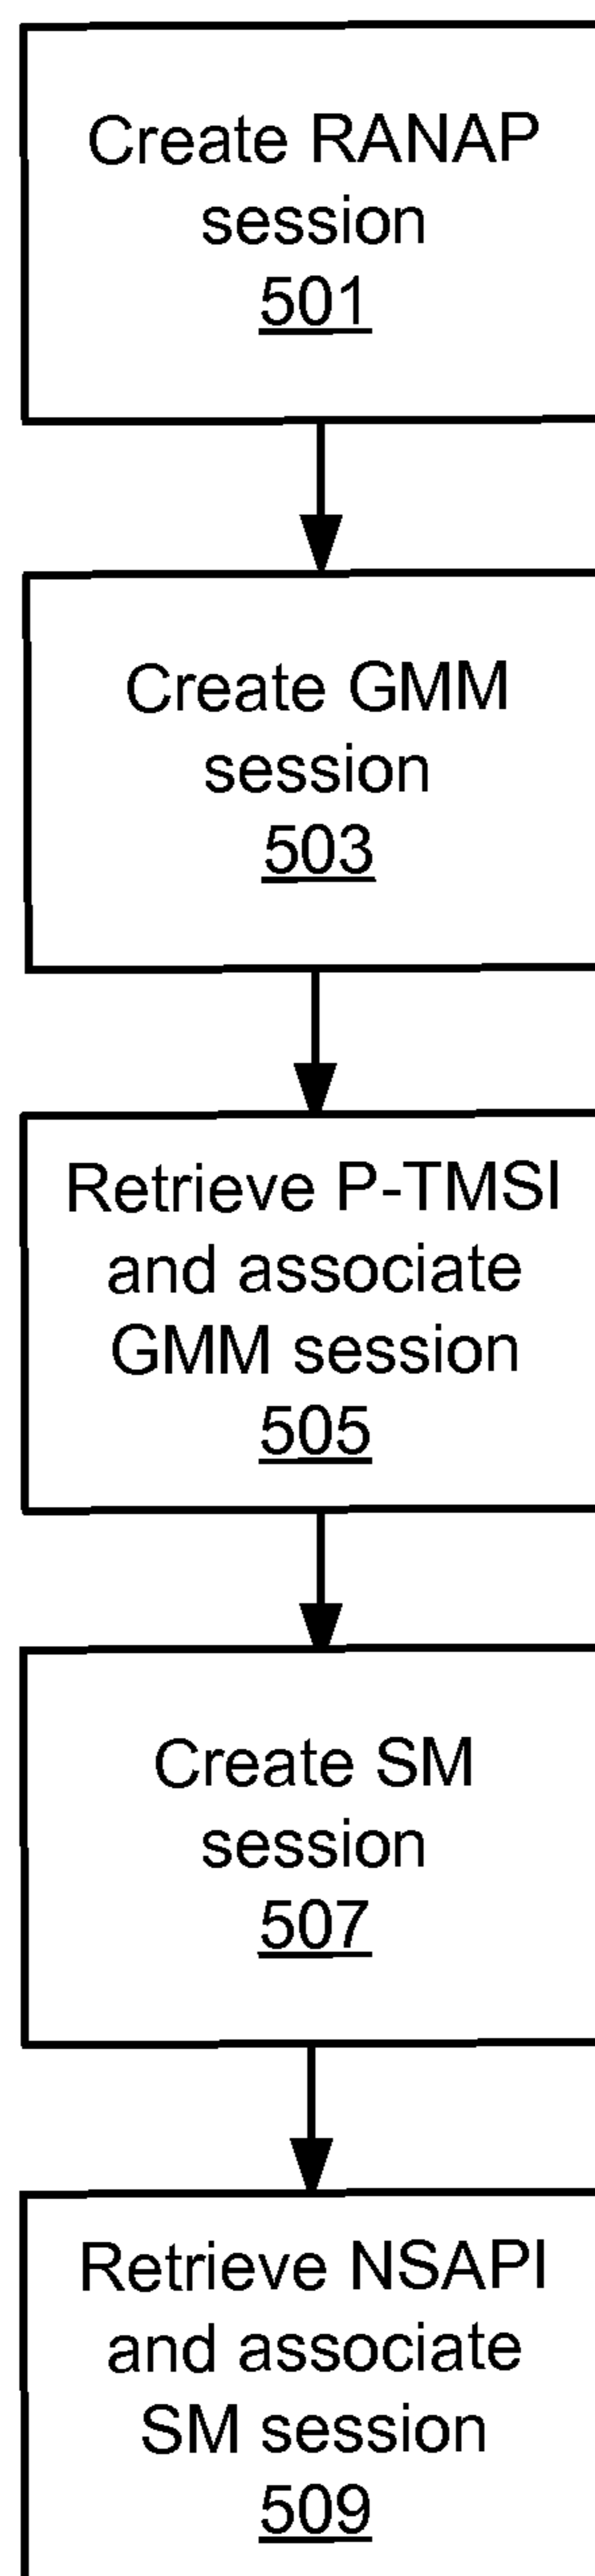 Create RANAP
session
501
Create GMM
session
503
Retrieve P-TMSI
and associate
GMM session
505
Create SM
session
507
Retrieve NSAPI
and associate
SM session
509